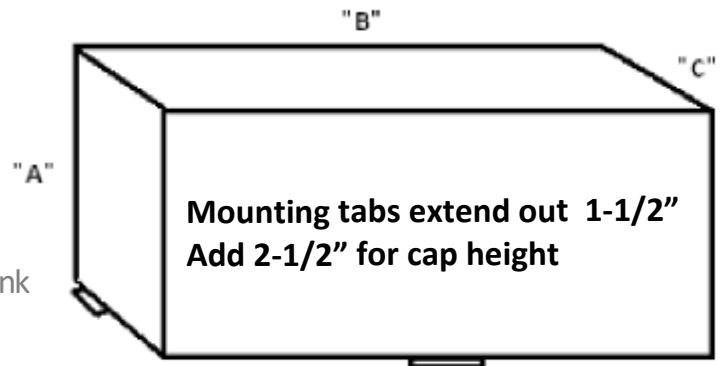 "B"
"C"
"A"
Mounting tabs extend out 1-1/2”
Add 2-1/2” for cap height
nk